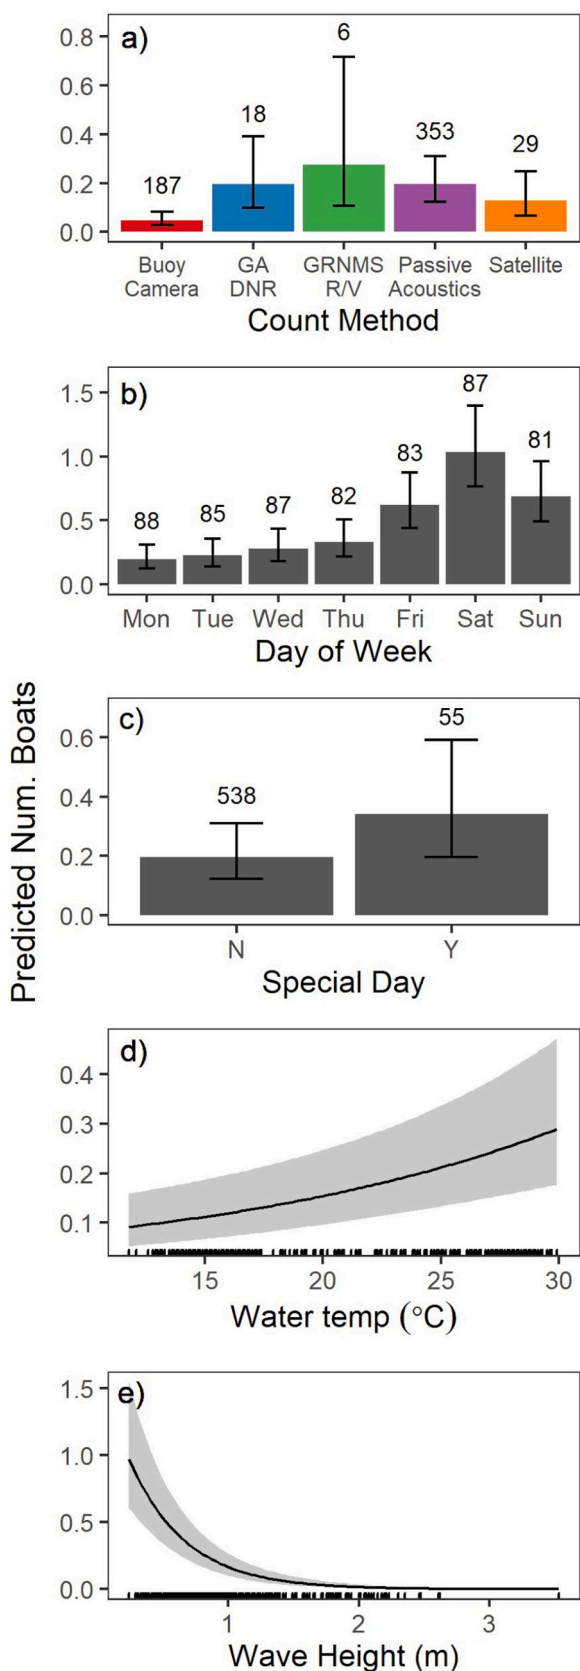 Predicted Num. Boats
a)
0.8
0.6
0.4
0.2
0.0
187
18
6
353
29
Buoy GA GRNMS Passive Satellite
Camera DNR R/V Acoustics
Count Method
b)
1.5
1.0
0.5
0.0
88
85
87
82
83
87
81
Mon Tue Wed Thu Fri Sat Sun
Day of Week
c)
0.6
0.4
0.2
0.0
538
55
N Y
Special Day
d)
0.4
0.3
0.2
0.1
15 20 25 30
Water temp (°C)
e)
1.5
1.0
0.5
0.0
1 2 3
Wave Height (m)